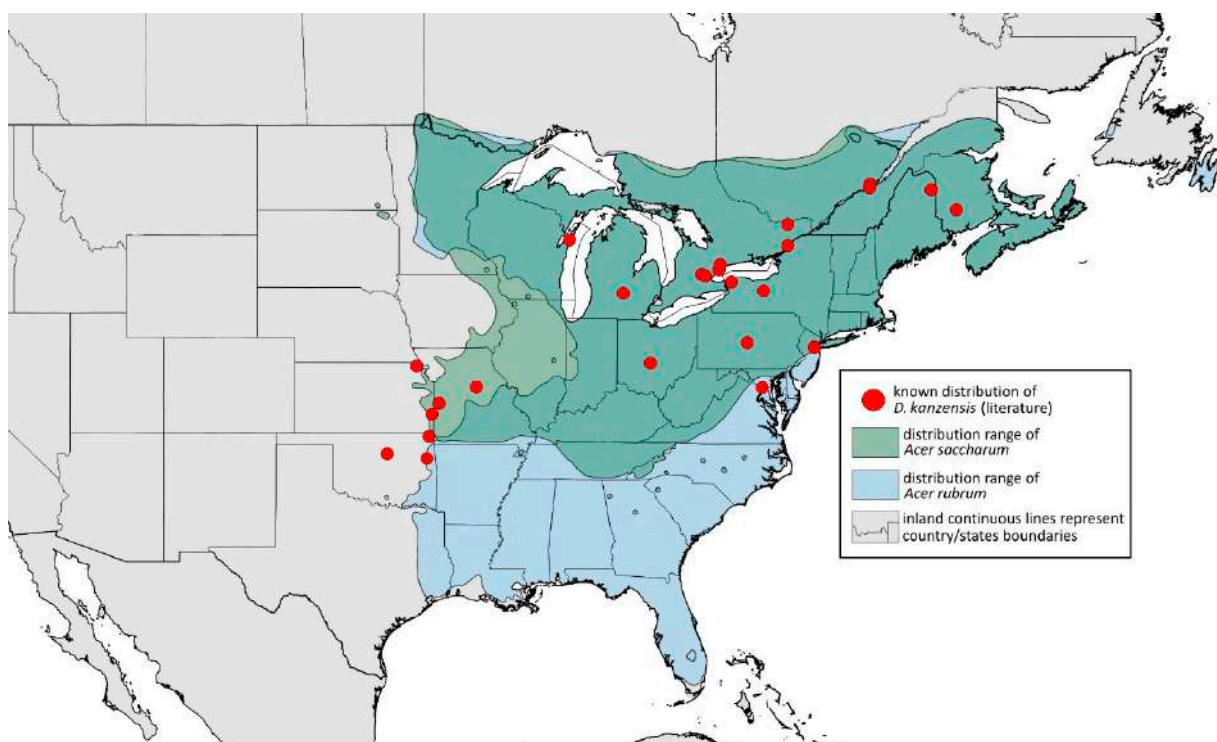 known distribution of
D. kanzensis (literature)
distribution range of
Acer saccharum
distribution range of
Acer rubrum
inland continuous lines represent
country/states boundaries